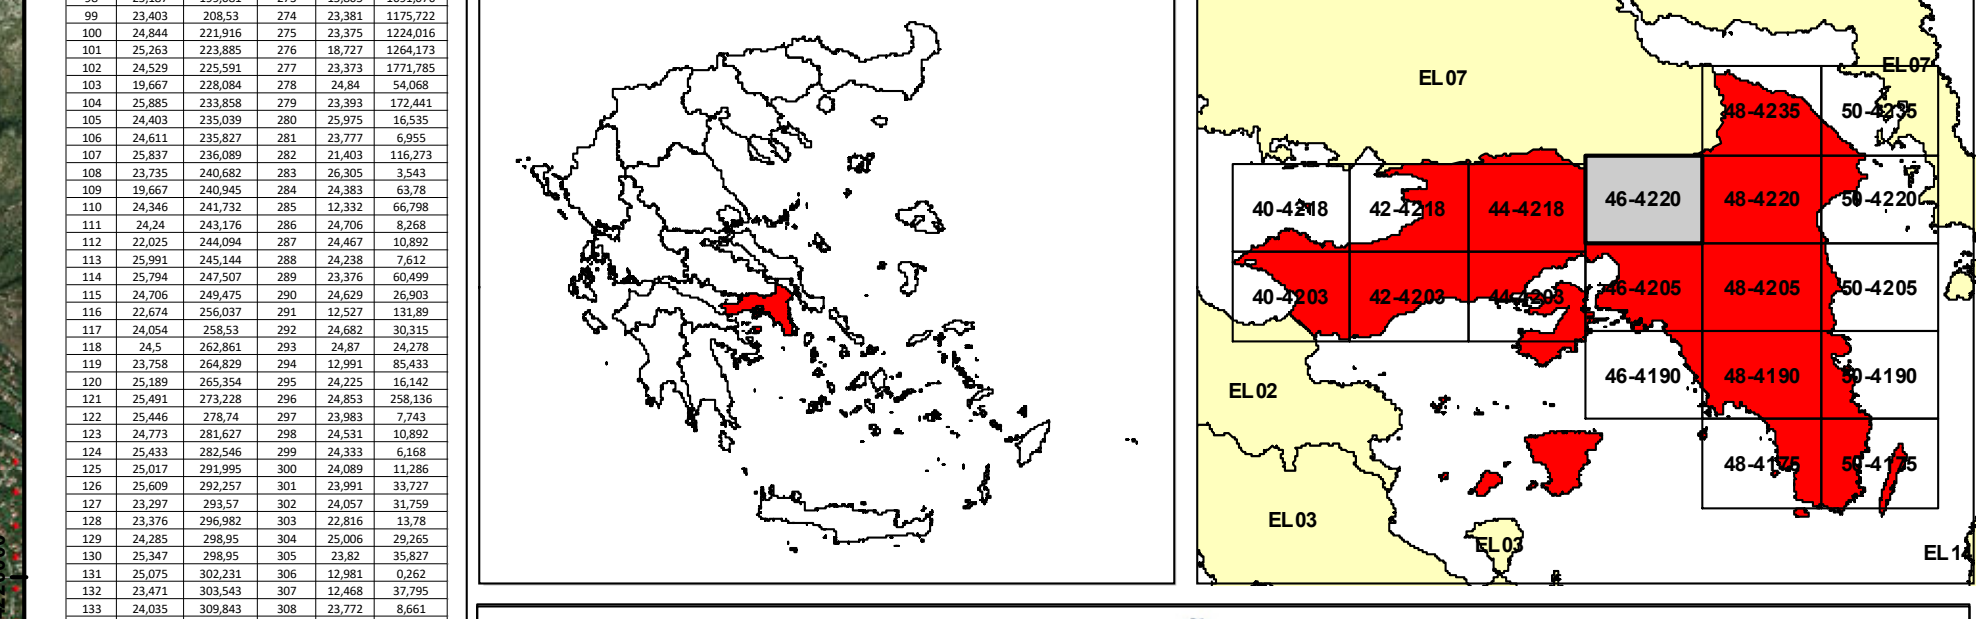 99 23,403 208,53 274 23,381 1175,722
100 24,844 221,916 275 23,375 1224,016
101 25,263 223,885 276 18,727 1264,173
102 24,529 225,591 277 23,373 1771,785
103 19,667 228,084 278 24,84 54,068
104 25,885 233,858 279 23,393 172,441
105 24,403 235,039 280 25,975 16,535
106 24,611 235,827 281 23,777 6,955
107 25,837 236,089 282 21,403 116,273
108 23,735 240,682 283 26,305 3,543
109 19,667 240,945 284 24,383 63,78
110 24,346 241,732 285 12,332 66,798
111 24,24 243,176 286 24,706 8,268
112 22,025 244,094 287 24,467 10,892
113 25,991 245,144 288 24,238 7,612
114 25,794 247,507 289 23,376 60,499
115 24,706 249,475 290 24,629 26,903
116 22,674 256,037 291 12,527 131,89
117 24,054 258,53 292 24,682 30,315
118 24,5 262,861 293 24,87 24,278
119 23,758 264,829 294 12,991 85,433
120 25,189 265,354 295 24,225 16,142
121 25,491 273,228 296 24,853 258,136
122 25,446 278,74 297 23,983 7,743
123 24,773 281,627 298 24,531 10,892
124 25,433 282,546 299 24,333 6,168
125 25,017 291,995 300 24,089 11,286
126 25,609 292,257 301 23,991 33,727
127 23,297 293,57 302 24,057 31,759
128 23,376 296,982 303 22,816 13,78
129 24,285 298,95 304 25,006 29,265
130 25,347 298,95 305 23,82 35,827
131 25,075 302,231 306 12,981 0,262
132 23,471 303,543 307 12,468 37,795
133 24,035 309,843 308 23,772 8,661
EL07
EL07
48-4235 50-4235
40-4218 42-4218 44-4218 46-4220 48-4220 50-4220
40-4203 42-4203 44-4203 46-4205 48-4205 50-4205
46-4190 48-4190 50-4190
EL02
48-4175 50-4175
EL03
EL03
EL14